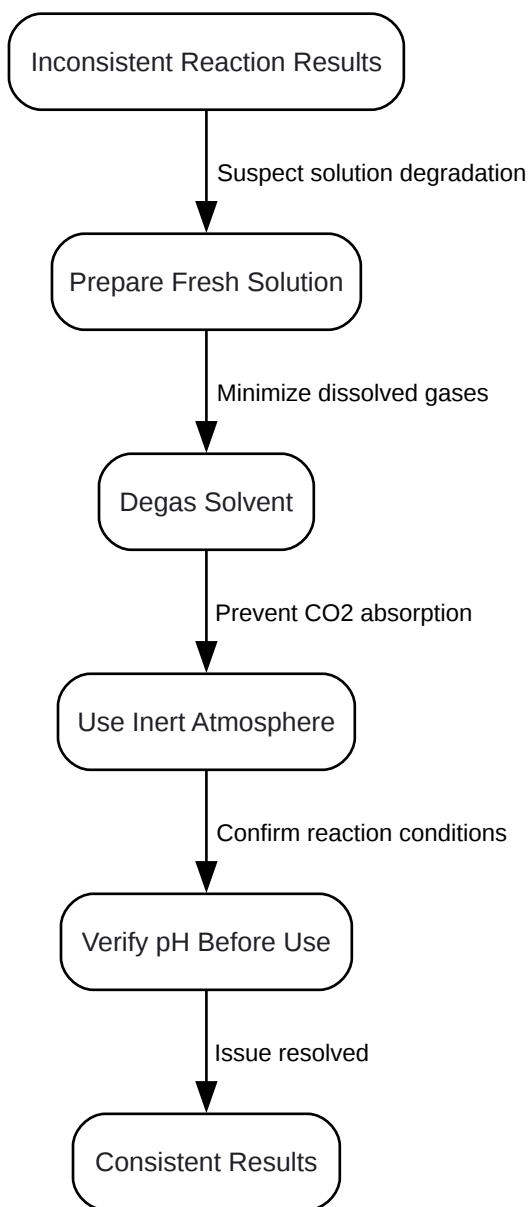 Inconsistent Reaction Results
Suspect solution degradation
Prepare Fresh Solution
Minimize dissolved gases
Degas Solvent
Prevent CO2 absorption
Use Inert Atmosphere
Confirm reaction conditions
Verify pH Before Use
Issue resolved
Consistent Results